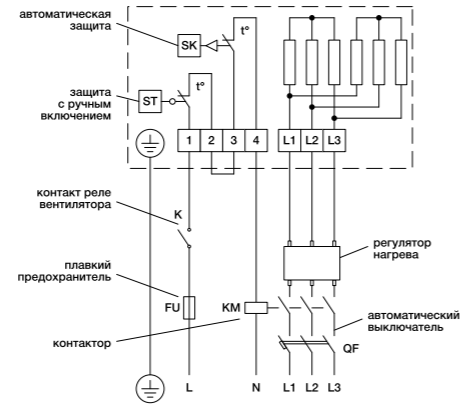 автоматическая
защита
SK
t°
защита
с ручным
включением
ST
t°
1 2 3 4 L1 L2 L3
контакт реле
вентилятора
K
регулятор
нагрева
плавкий
предохранитель
FU
KM
автоматический
выключатель
контактор
QF
L N L1 L2 L3